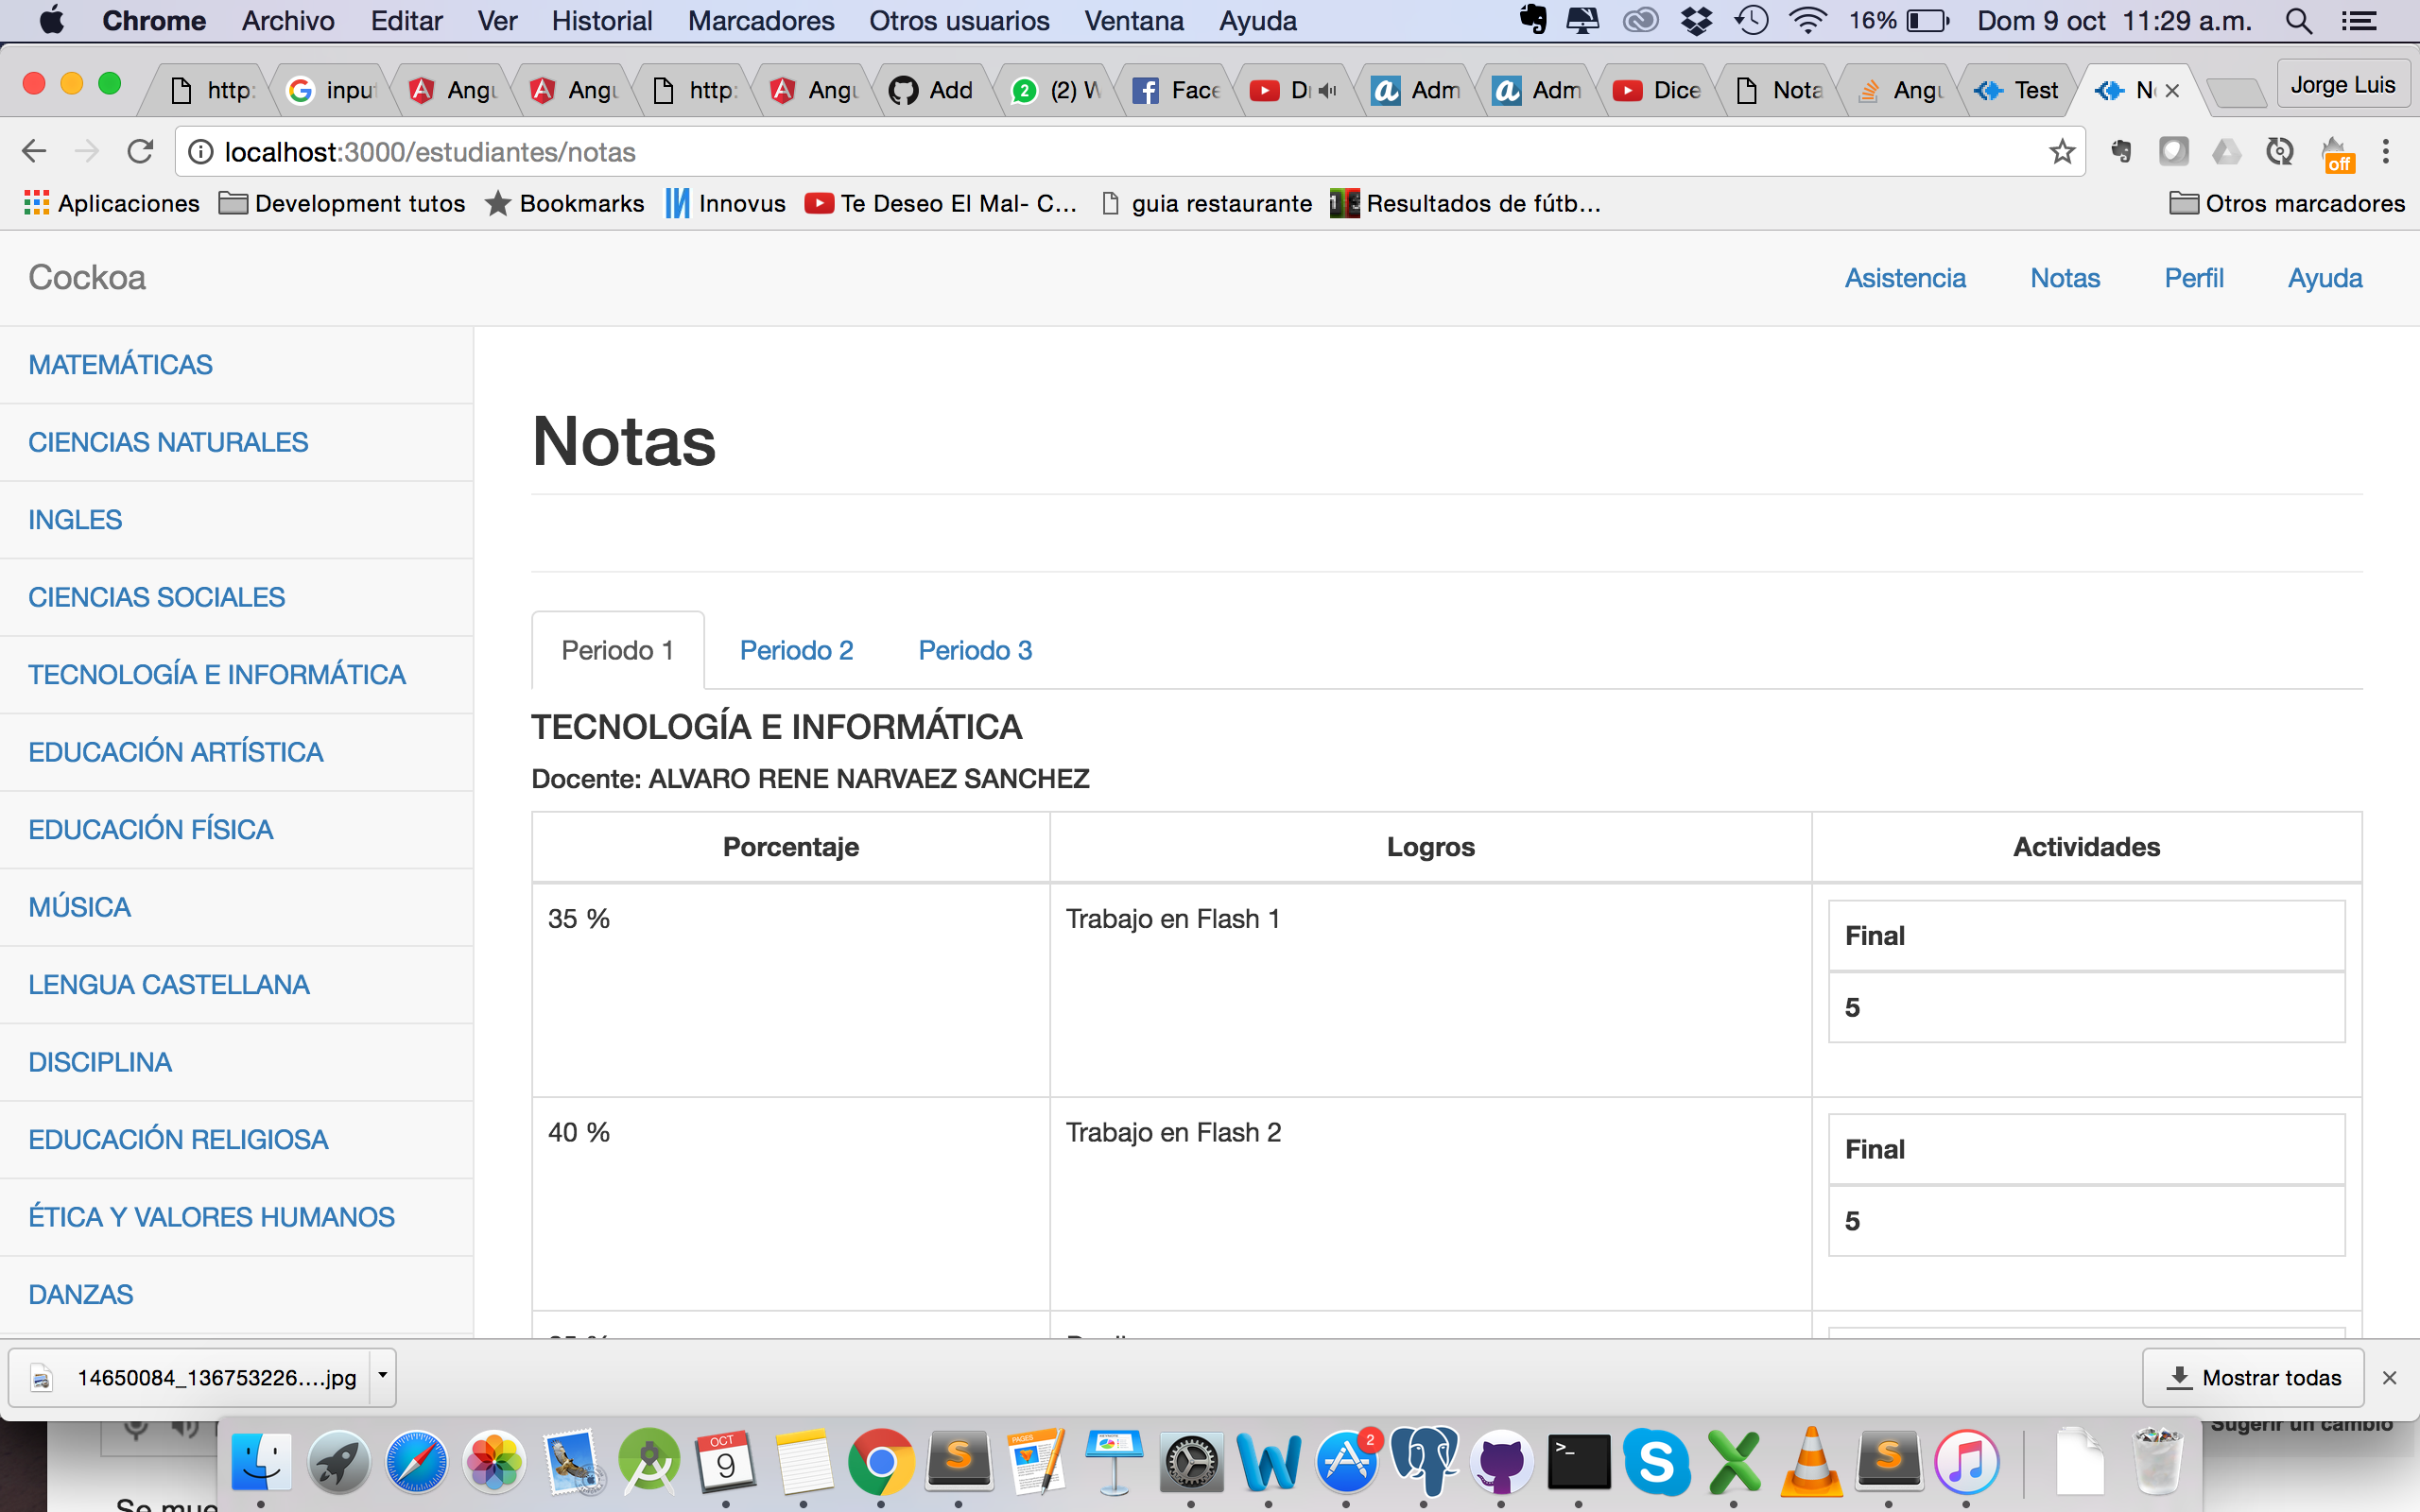 Chrome Archivo Editar Ver Historial Marcadores Otros usuarios Ventana Ayuda 16% Dom 9 oct 11:29 a.m.
http: inpu Angu Angu http: Angu Add (2) W Face D Adm Adm Dice Nota Angu Test N Jorge Luis
localhost:3000/estudiantes/notas off
Aplicaciones Development tutos Bookmarks Innovus Te Deseo El Mal- C... guia restaurante Resultados de fútb... Otros marcadores
Cockoa Asistencia Notas Perfil Ayuda
MATEMÁTICAS
CIENCIAS NATURALES
INGLES
CIENCIAS SOCIALES
TECNOLOGÍA E INFORMÁTICA
EDUCACIÓN ARTÍSTICA
EDUCACIÓN FÍSICA
MÚSICA
LENGUA CASTELLANA
DISCIPLINA
EDUCACIÓN RELIGIOSA
ÉTICA Y VALORES HUMANOS
DANZAS
Notas
Periodo 1 Periodo 2 Periodo 3
TECNOLOGÍA E INFORMÁTICA
Docente: ALVARO RENE NARVAEZ SANCHEZ
Porcentaje Logros Actividades
35 % Trabajo en Flash 1
Final
5
40 % Trabajo en Flash 2
Final
5
14650084_136753226....jpg Mostrar todas
Sugerir un cambio
OCT
9
PAGES
2
Se mue